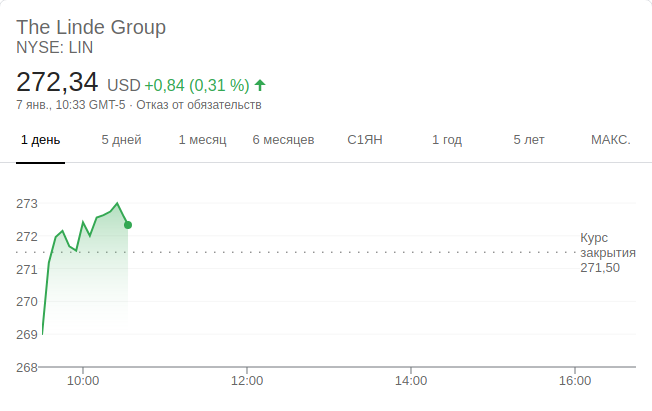 The Linde Group
NYSE: LIN
272,34 USD +0,84 (0,31 %)
7 янв., 10:33 GMT-5 · Отказ от обязательств
1 день 5 дней 1 месяц 6 месяцев С1ЯН 1 год 5 лет МАКС.
273
272
271
270
269
268
Курс
закрытия
271,50
10:00 12:00 14:00 16:00